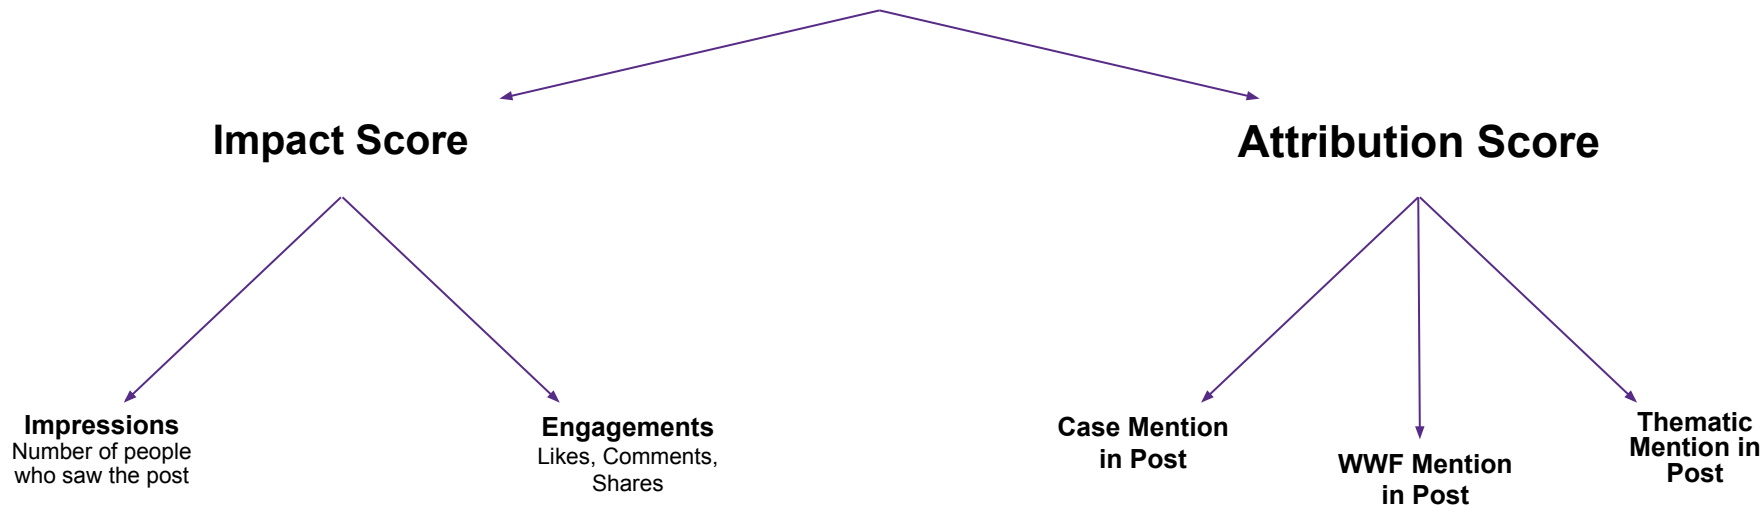 Impact Score
Attribution Score
Impressions
Number of people
who saw the post
Engagements
Likes, Comments,
Shares
Case Mention
in Post
WWF Mention
in Post
Thematic
Mention in
Post